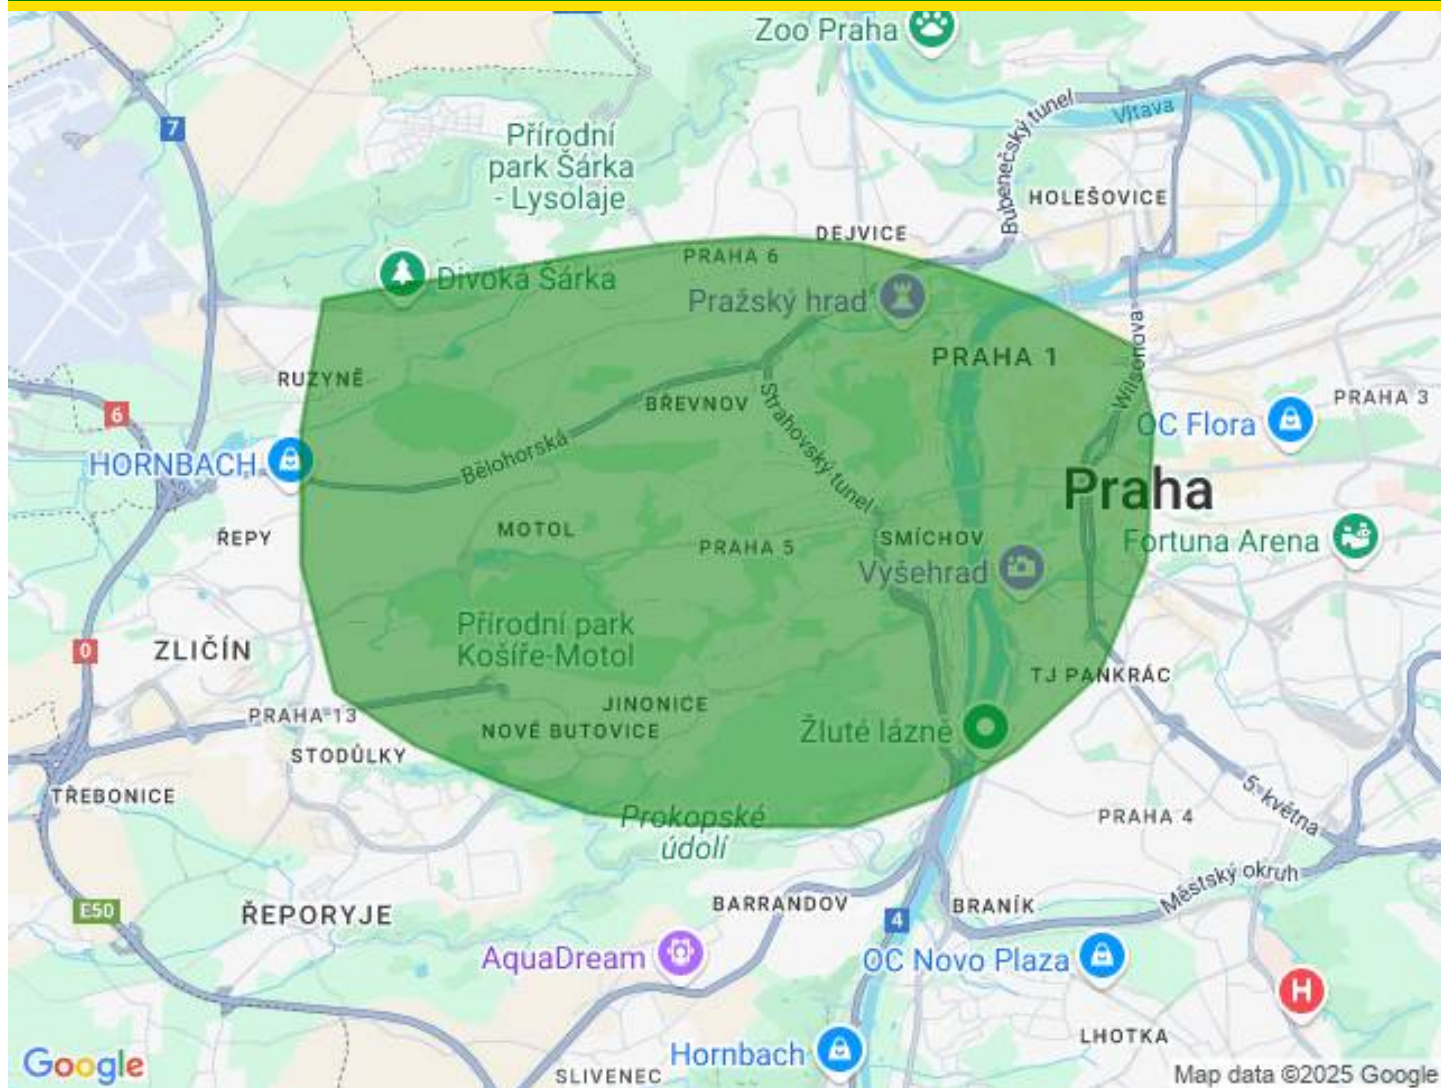 Zoo Praha
Bubenečský tunel
Vltava
7
Přírodní
park Šárka
- Lysolaje
HOLEŠOVICE
DEJVICE
PRAHA 6
Divoká Šárka
Pražský hrad
Wilsonova
PRAHA 1
RUZYNĚ
BŘEVNOV
Strahovský tunel
PRAHA 3
6
OC Flora
Bělohorská
HORNBACH
Praha
ŘEPY
MOTOL
PRAHA 5
SMÍCHOV
Fortuna Arena
Vyšehrad
Přírodní park
Košíře-Motol
0
ZLIČÍN
TJ PANKRÁC
JINONICE
PRAHA 13
NOVÉ BUTOVICE
Žluté lázně
STODŮLKY
TŘEBONICE
5. května
Prokopské
údolí
PRAHA 4
Městský okruh
E50
ŘEPORYJE
BARRANDOV
4
BRANÍK
AquaDream
OC Novo Plaza
H
LHOTKA
Hornbach
Google
SLIVENEC
Map data ©2025 Google